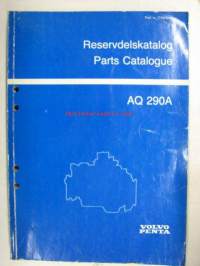 Reservdelskatalog
Parts Catalogue
AQ 290A
VOLVO
PENTA